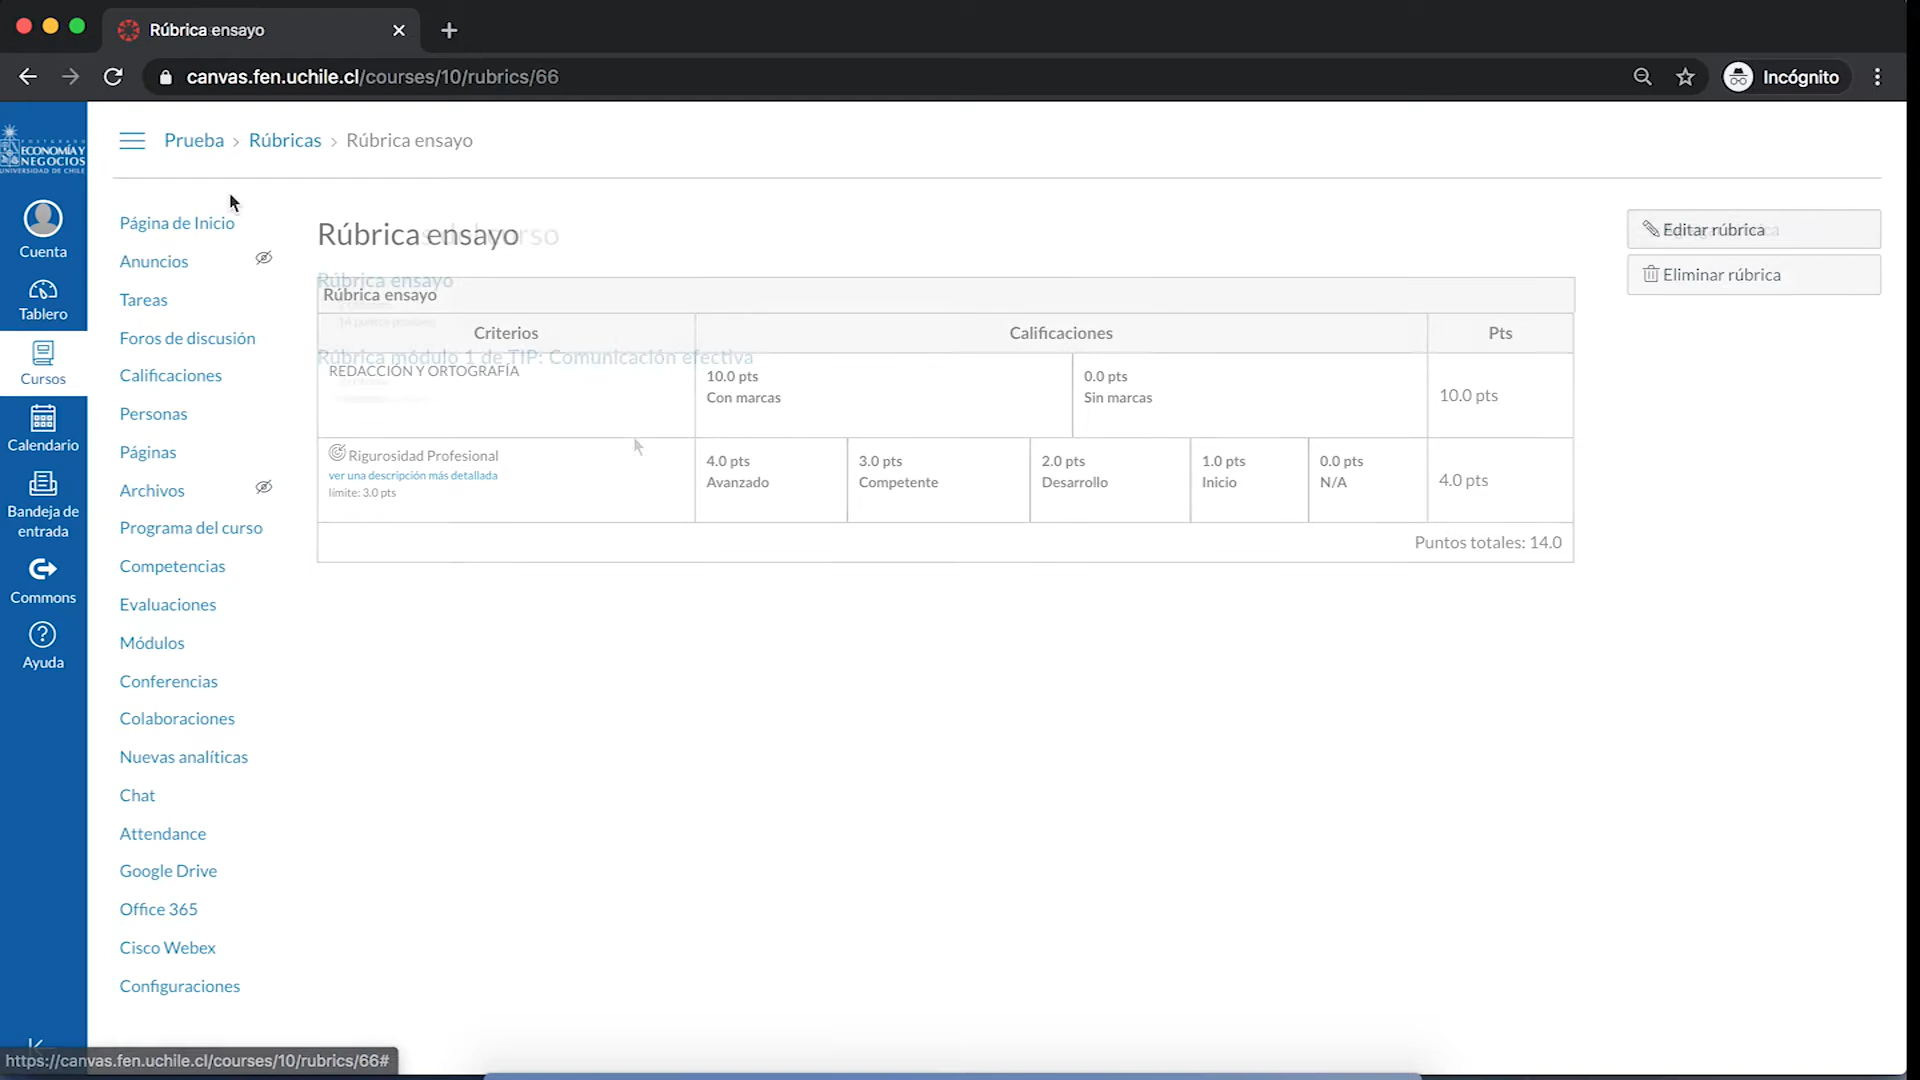 Rúbrica ensayo
canvas.fen.uchile.cl/courses/10/rubrics/66
Incógnito
POSTGRADO
ECONOMÍA Y
NEGOCIOS
UNIVERSIDAD DE CHILE
Prueba > Rúbricas > Rúbrica ensayo
Cuenta
Tablero
Cursos
Calendario
Bandeja de
entrada
Commons
Ayuda
Página de Inicio
Anuncios
Tareas
Foros de discusión
Calificaciones
Personas
Páginas
Archivos
Programa del curso
Competencias
Evaluaciones
Módulos
Conferencias
Colaboraciones
Nuevas analíticas
Chat
Attendance
Google Drive
Office 365
Cisco Webex
Configuraciones
Rúbrica ensayo
Rúbrica ensayo
Rúbrica ensayo
Criterios
Calificaciones
Pts
Rúbrica módulo 1 de TIP: Comunicación efectiva
REDACCIÓN Y ORTOGRAFÍA
10.0 pts
Con marcas
0.0 pts
Sin marcas
10.0 pts
Rigurosidad Profesional
ver una descripción más detallada
límite: 3.0 pts
4.0 pts
Avanzado
3.0 pts
Competente
2.0 pts
Desarrollo
1.0 pts
Inicio
0.0 pts
N/A
4.0 pts
Puntos totales: 14.0
Editar rúbrica
Eliminar rúbrica
https://canvas.fen.uchile.cl/courses/10/rubrics/66#